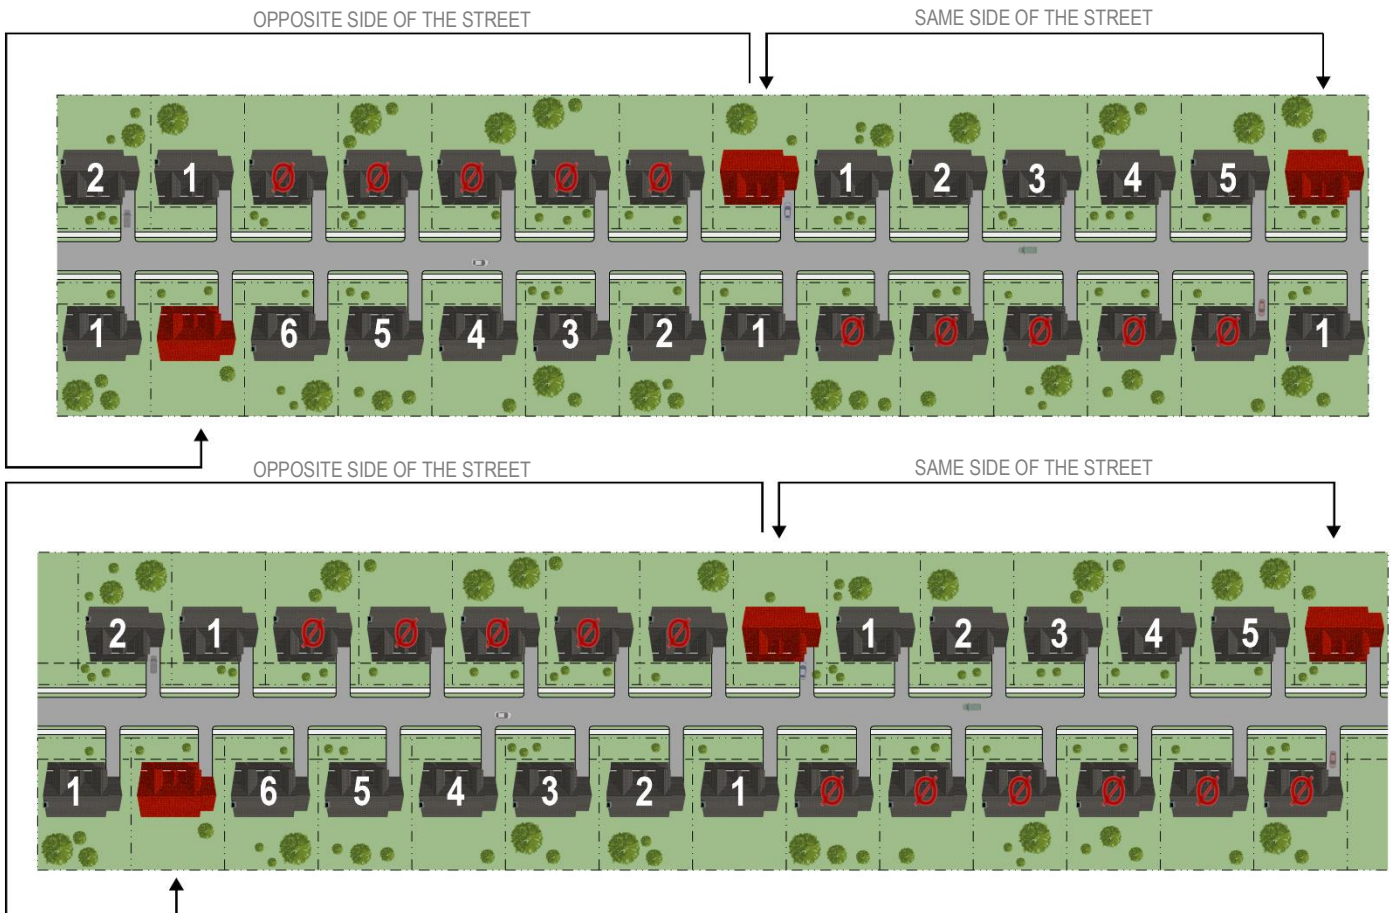 OPPOSITE SIDE OF THE STREET SAME SIDE OF THE STREET
2 1 Ø Ø Ø Ø Ø 1 2 3 4 5
1 6 5 4 3 2 1 Ø Ø Ø Ø Ø 1
OPPOSITE SIDE OF THE STREET SAME SIDE OF THE STREET
2 1 Ø Ø Ø Ø Ø 1 2 3 4 5
1 6 5 4 3 2 1 Ø Ø Ø Ø Ø Ø